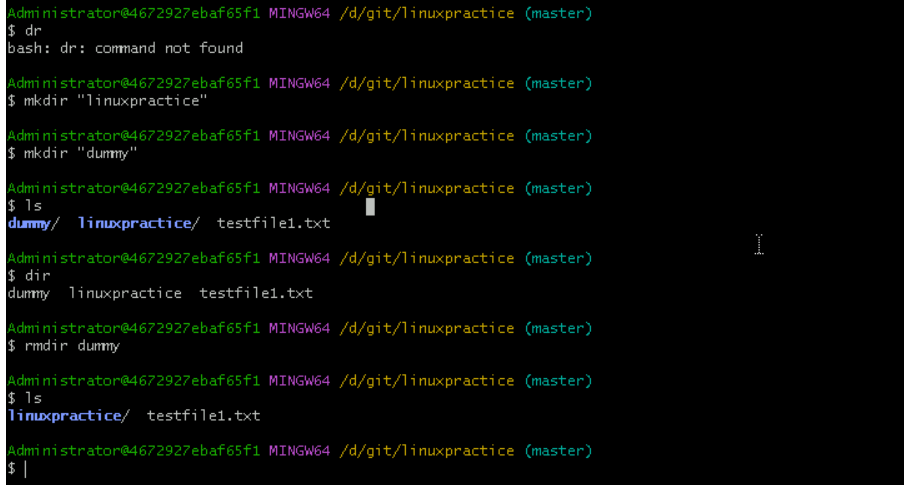 Administrator@4672927ebaf65f1 MINGW64 /d/git/linuxpractice (master)
$ dr
bash: dr: command not found
Administrator@4672927ebaf65f1 MINGW64 /d/git/linuxpractice (master)
$ mkdir "linuxpractice"
Administrator@4672927ebaf65f1 MINGW64 /d/git/linuxpractice (master)
$ mkdir "dummy"
Administrator@4672927ebaf65f1 MINGW64 /d/git/linuxpractice (master)
$ ls
dummy/  linuxpractice/  testfile1.txt
Administrator@4672927ebaf65f1 MINGW64 /d/git/linuxpractice (master)
$ dir
dummy  linuxpractice  testfile1.txt
Administrator@4672927ebaf65f1 MINGW64 /d/git/linuxpractice (master)
$ rmdir dummy
Administrator@4672927ebaf65f1 MINGW64 /d/git/linuxpractice (master)
$ ls
linuxpractice/  testfile1.txt
Administrator@4672927ebaf65f1 MINGW64 /d/git/linuxpractice (master)
$